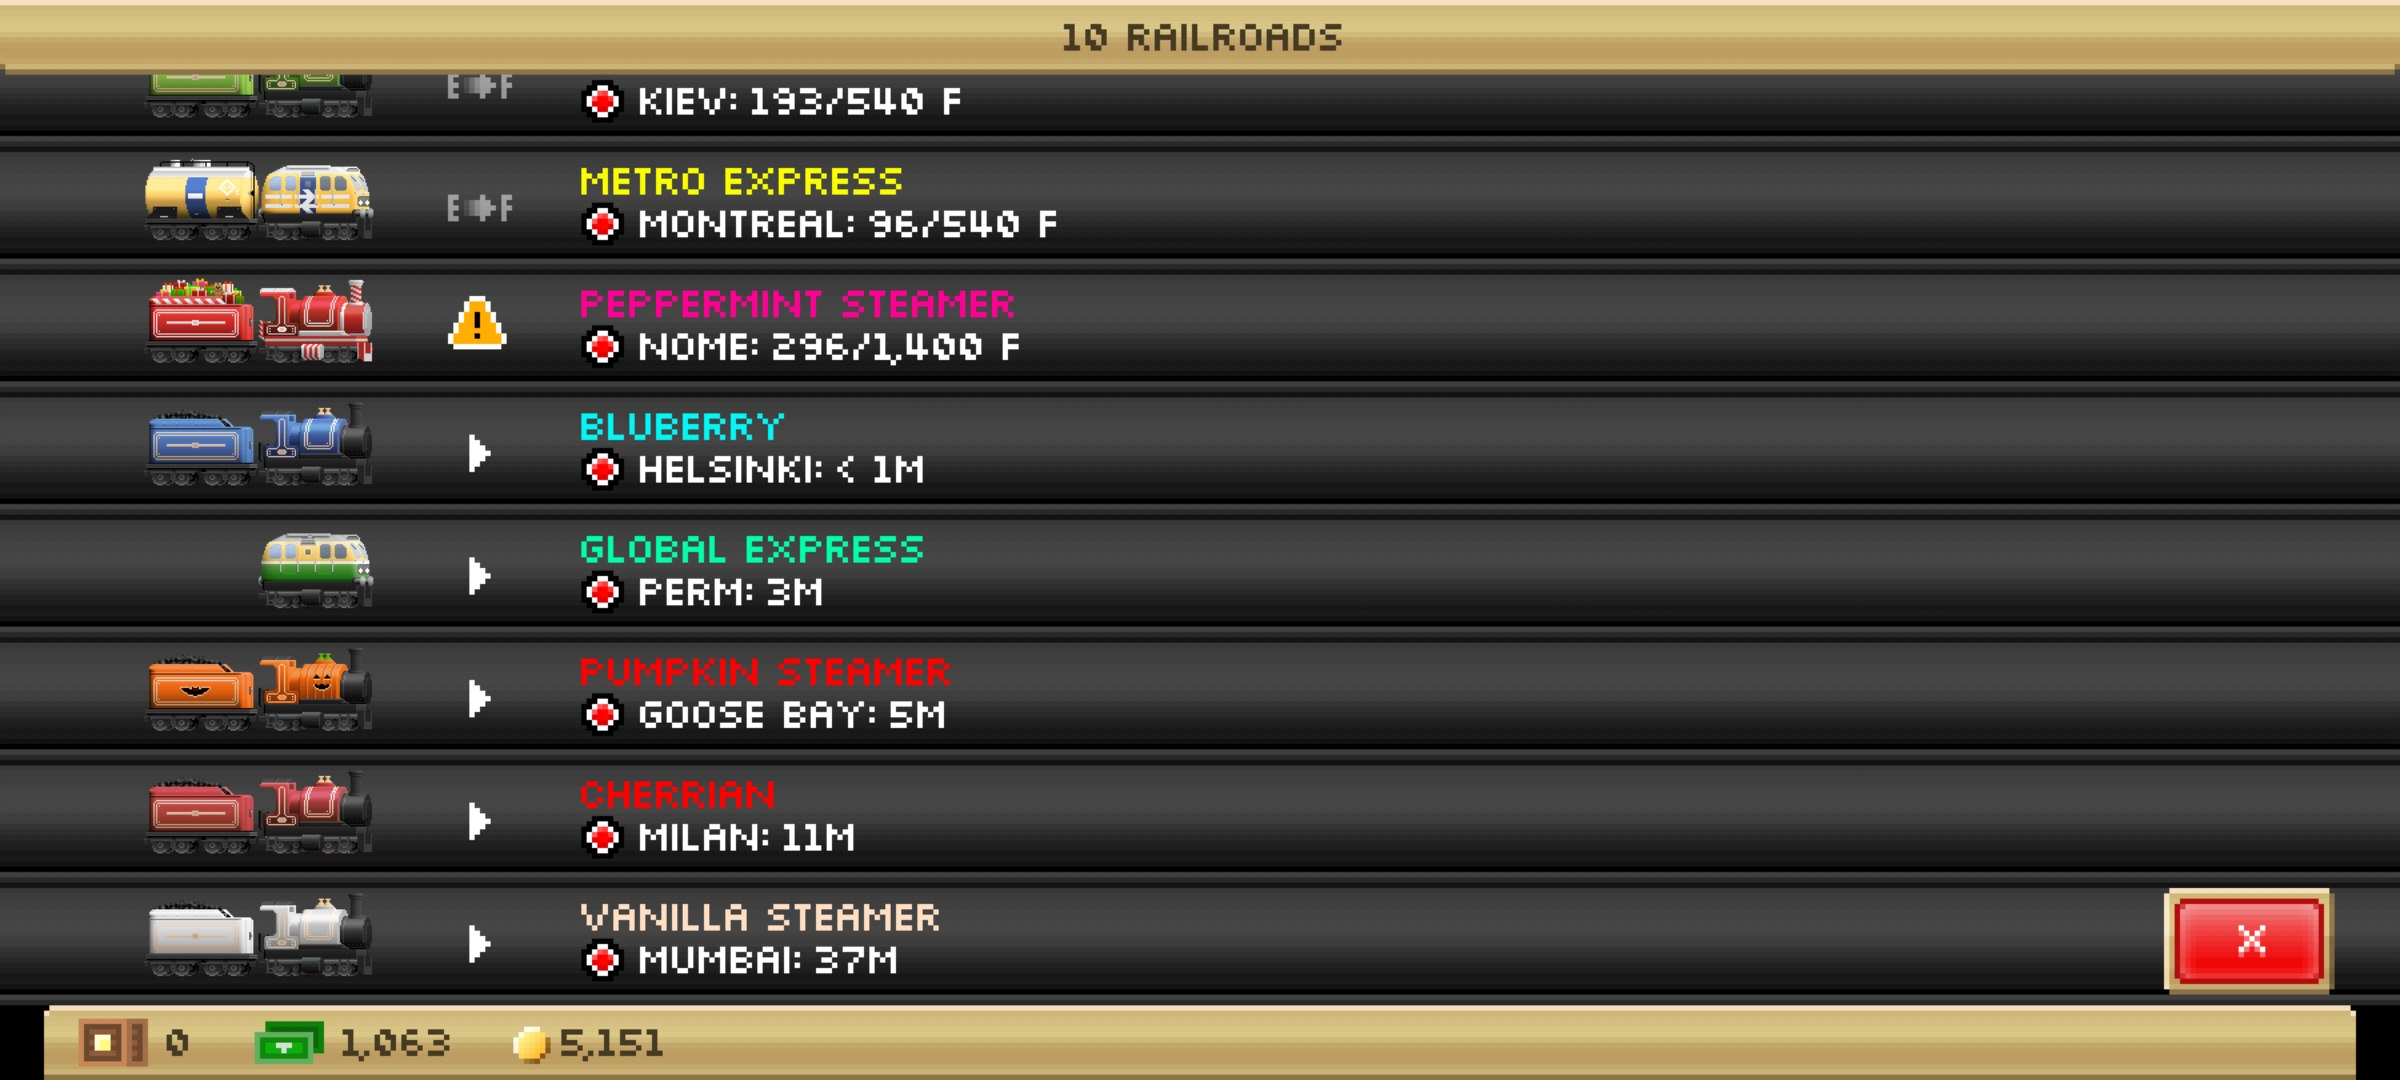 10 RAILROADS
E F
KIEV: 193/540 F
METRO EXPRESS
E F
MONTREAL: 96/540 F
PEPPERMINT STEAMER
!
NOME: 296/1,400 F
BLUBERRY
HELSINKI: < 1M
GLOBAL EXPRESS
PERM: 3M
PUMPKIN STEAMER
GOOSE BAY: 5M
CHERRIAN
MILAN: 11M
VANILLA STEAMER
MUMBAI: 37M
X
0 1,063 5,151